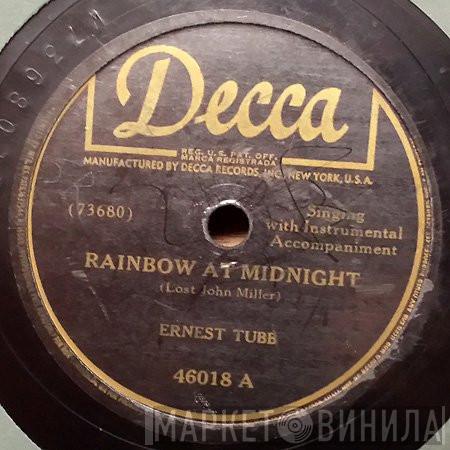 Decca
REG. U.S. PAT. OFF.
MARCA REGISTRADA
MANUFACTURED BY DECCA RECORDS, INC., NEW YORK, U.S.A.
(73680)
Singing
with Instrumental
Accompaniment
RAINBOW AT MIDNIGHT
(Lost John Miller)
ERNEST TUBB
46018 A
W73680
МАРКЕТ ВИНИЛА